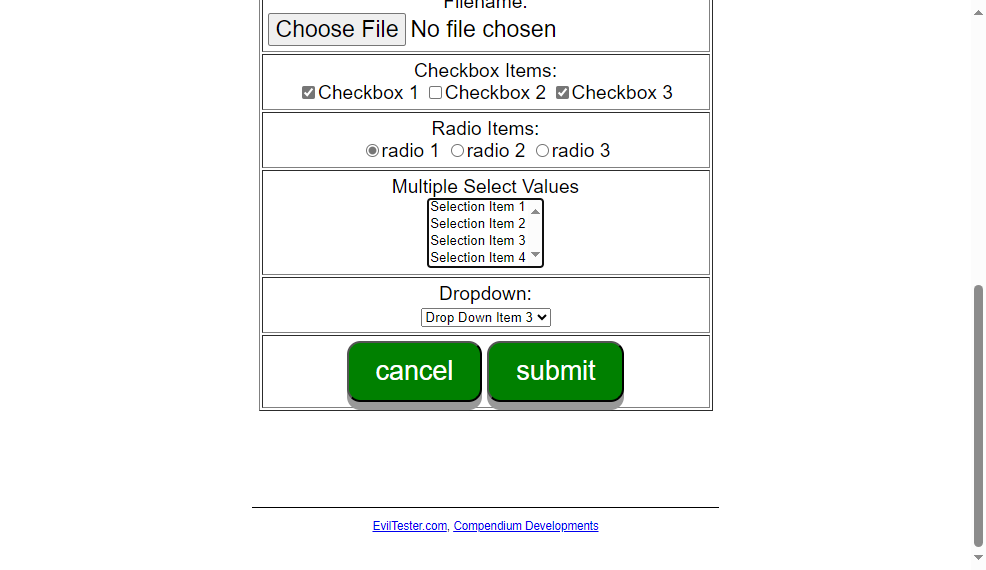 Filename:
Choose File No file chosen
Checkbox Items:
Checkbox 1 Checkbox 2 Checkbox 3
Radio Items:
radio 1 radio 2 radio 3
Multiple Select Values
Selection Item 1
Selection Item 2
Selection Item 3
Selection Item 4
Dropdown:
Drop Down Item 3
cancel submit
EvilTester.com, Compendium Developments